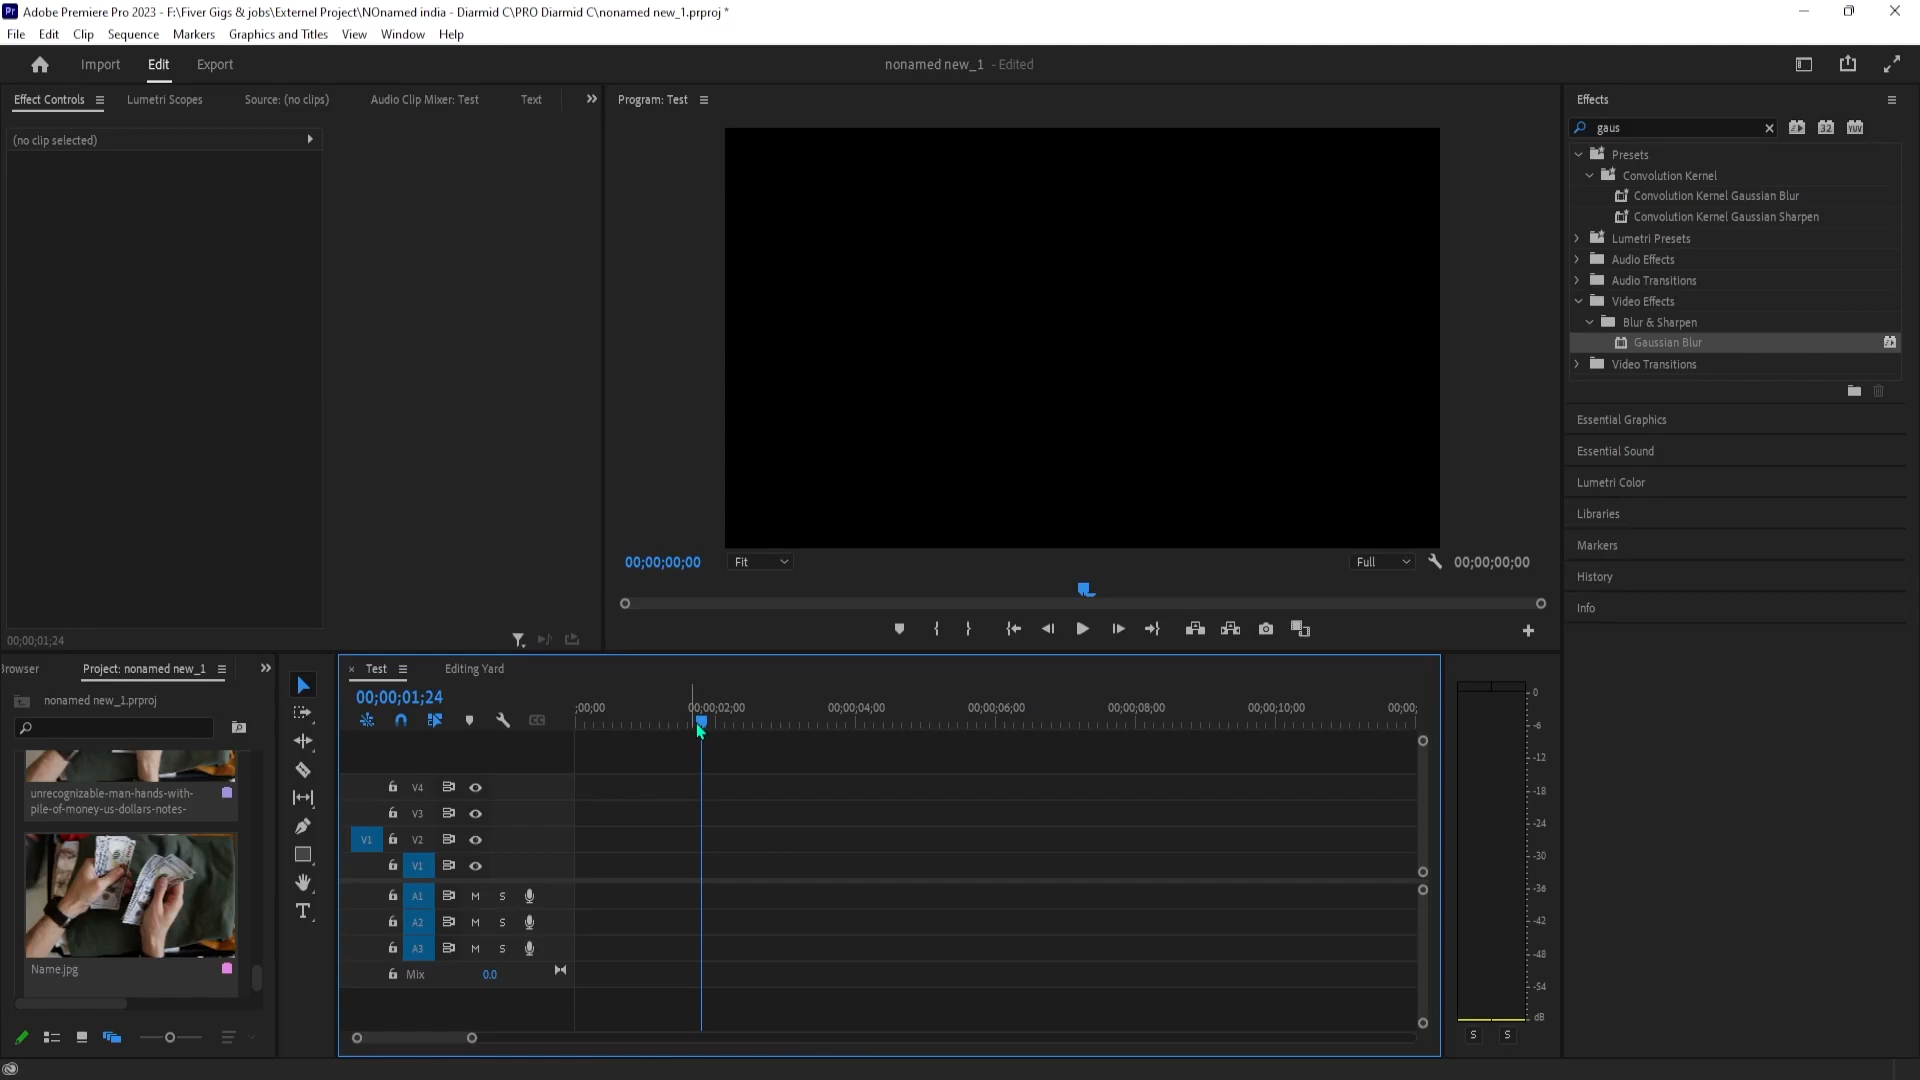 Pr Adobe Premiere Pro 2023 - F:\Fiver Gigs & jobs\Externel Project\NOnamed india - Diarmid C\PRO Diarmid C\nonamed new_1.prproj *
File Edit Clip Sequence Markers Graphics and Titles View Window Help
Import Edit Export
nonamed new_1 - Edited
Effect Controls Lumetri Scopes Source: (no clips) Audio Clip Mixer: Test Text
(no clip selected)
00;00;01;24
Program: Test
00;00;00;00 Fit Full 00;00;00;00
Effects
gaus 32 YUV
Presets
Convolution Kernel
Convolution Kernel Gaussian Blur
Convolution Kernel Gaussian Sharpen
Lumetri Presets
Audio Effects
Audio Transitions
Video Effects
Blur & Sharpen
Gaussian Blur
Video Transitions
Essential Graphics
Essential Sound
Lumetri Color
Libraries
Markers
History
Info
Browser Project: nonamed new_1
nonamed new_1.prproj
unrecognizable-man-hands-with-
pile-of-money-us-dollars-notes-
Name.jpg
Test Editing Yard
00;00;01;24
;00;00 00;00;02;00 00;00;04;00 00;00;06;00 00;00;08;00 00;00;10;00 00;00;
CC
V4
V3
V1 V2
V1
A1 M S
A2 M S
A3 M S
Mix 0.0
0
-6
-12
-18
-24
-30
-36
-42
-48
-54
dB
S S